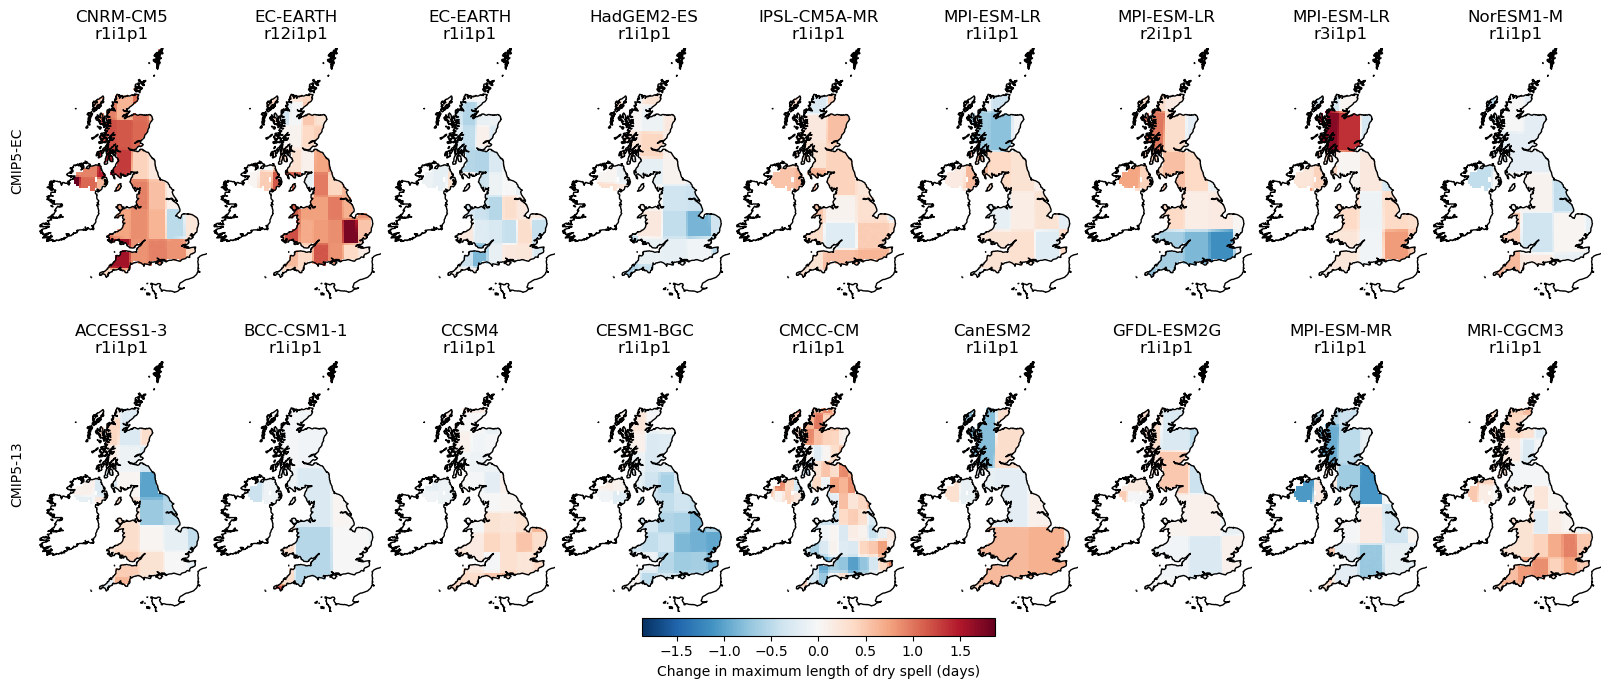 CNRM-CM5 EC-EARTH EC-EARTH HadGEM2-ES IPSL-CM5A-MR MPI-ESM-LR MPI-ESM-LR MPI-ESM-LR NorESM1-M
r1i1p1 r12i1p1 r1i1p1 r1i1p1 r1i1p1 r1i1p1 r2i1p1 r3i1p1 r1i1p1
CMIP5-EC
ACCESS1-3 BCC-CSM1-1 CCSM4 CESM1-BGC CMCC-CM CanESM2 GFDL-ESM2G MPI-ESM-MR MRI-CGCM3
r1i1p1 r1i1p1 r1i1p1 r1i1p1 r1i1p1 r1i1p1 r1i1p1 r1i1p1 r1i1p1
CMIP5-13
−1.5 −1.0 −0.5 0.0 0.5 1.0 1.5
Change in maximum length of dry spell (days)